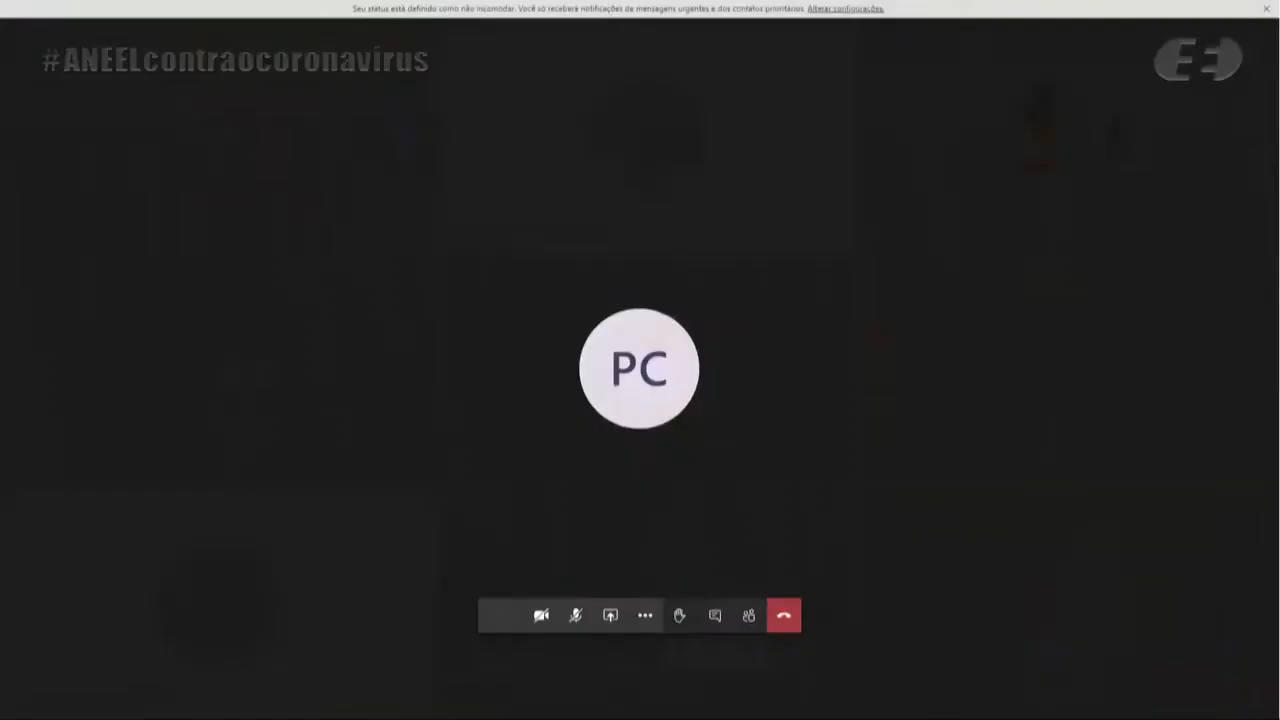 Seu status está definido como não incomodar. Você só receberá notificações de mensagens urgentes e dos contatos prioritários. Alterar configurações.
#ANEELcontraocoronavírus
PC